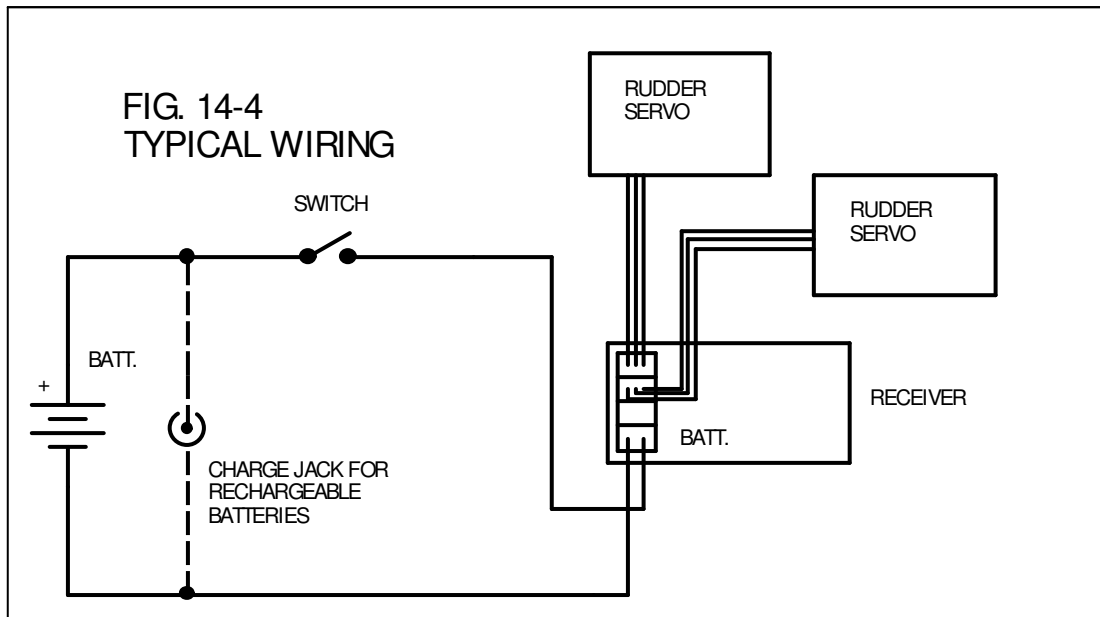 FIG. 14-4
TYPICAL WIRING
RUDDER
SERVO
RUDDER
SERVO
SWITCH
BATT.
+
RECEIVER
BATT.
CHARGE JACK FOR
RECHARGEABLE
BATTERIES